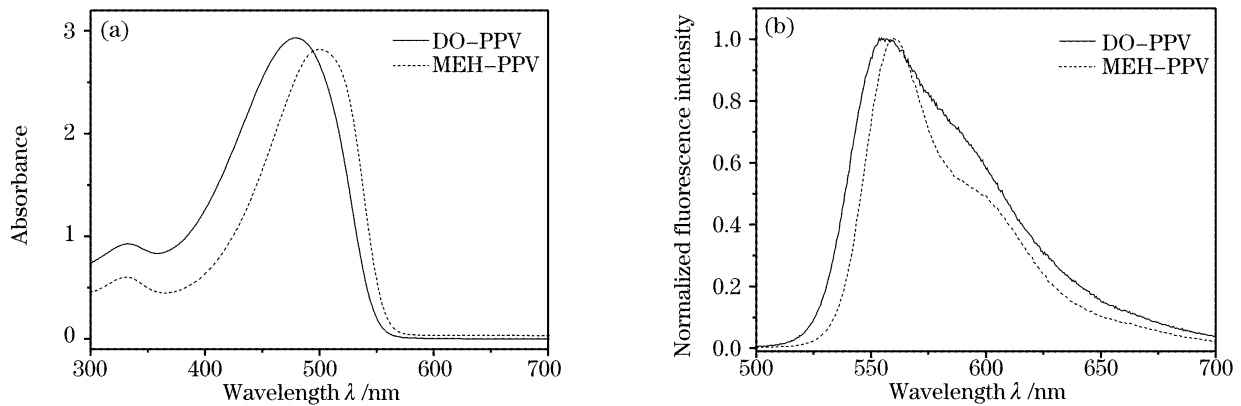 (a)
DO-PPV
MEH-PPV
3
2
1
0
Absorbance
300 400 500 600 700
Wavelength λ /nm
(b)
DO-PPV
MEH-PPV
1.0
0.8
0.6
0.4
0.2
0.0
Normalized fluorescence intensity
500 550 600 650 700
Wavelength λ /nm